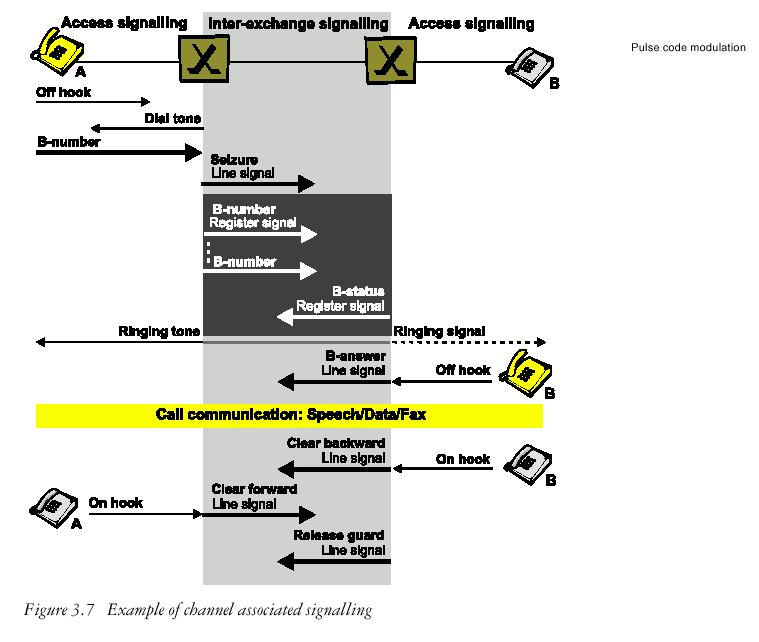 Access signalling Inter-exchange signalling Access signalling
Pulse code modulation
A
B
Off hook
Dial tone
B-number
Seizure
Line signal
B-number
Register signal
B-number
B-status
Register signal
Ringing tone
Ringing signal
B-answer
Line signal
Off hook
B
Call communication: Speech/Data/Fax
Clear backward
Line signal
On hook
B
Clear forward
Line signal
On hook
A
Release guard
Line signal
Figure 3.7 Example of channel associated signalling